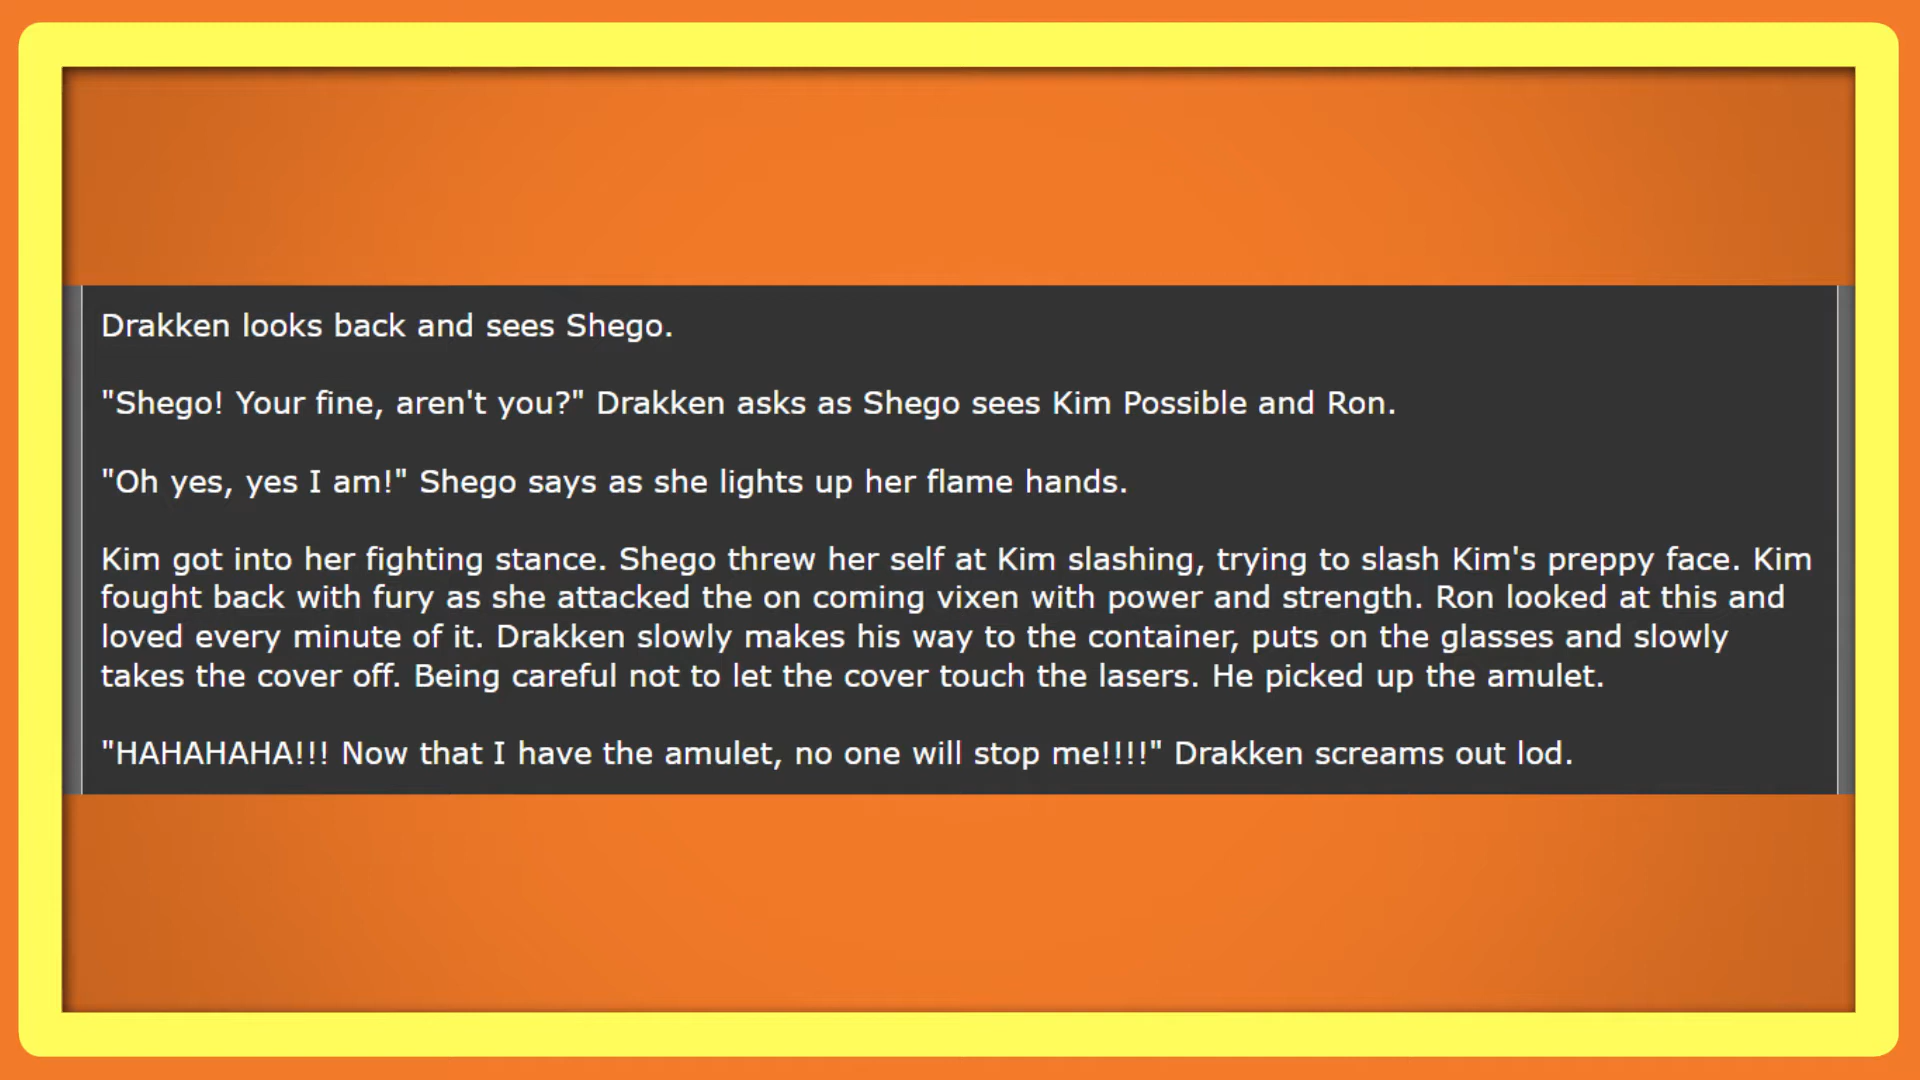 Drakken looks back and sees Shego.
"Shego! Your fine, aren't you?" Drakken asks as Shego sees Kim Possible and Ron.
"Oh yes, yes I am!" Shego says as she lights up her flame hands.
Kim got into her fighting stance. Shego threw her self at Kim slashing, trying to slash Kim's preppy face. Kim
fought back with fury as she attacked the on coming vixen with power and strength. Ron looked at this and
loved every minute of it. Drakken slowly makes his way to the container, puts on the glasses and slowly
takes the cover off. Being careful not to let the cover touch the lasers. He picked up the amulet.
"HAHAHAHA!!! Now that I have the amulet, no one will stop me!!!!" Drakken screams out lod.